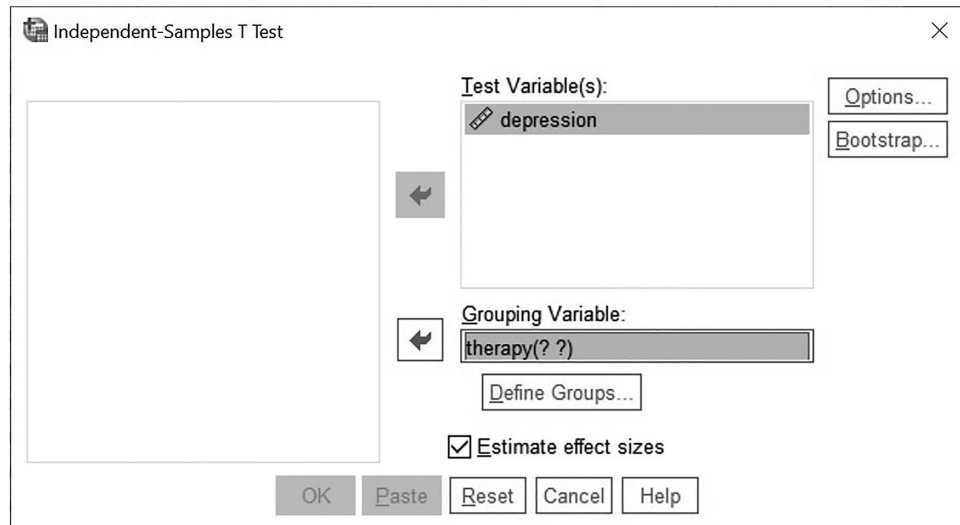 Independent-Samples T Test
Test Variable(s):
depression
Options...
Bootstrap...
Grouping Variable:
therapy(? ?)
Define Groups...
Estimate effect sizes
OK Paste Reset Cancel Help